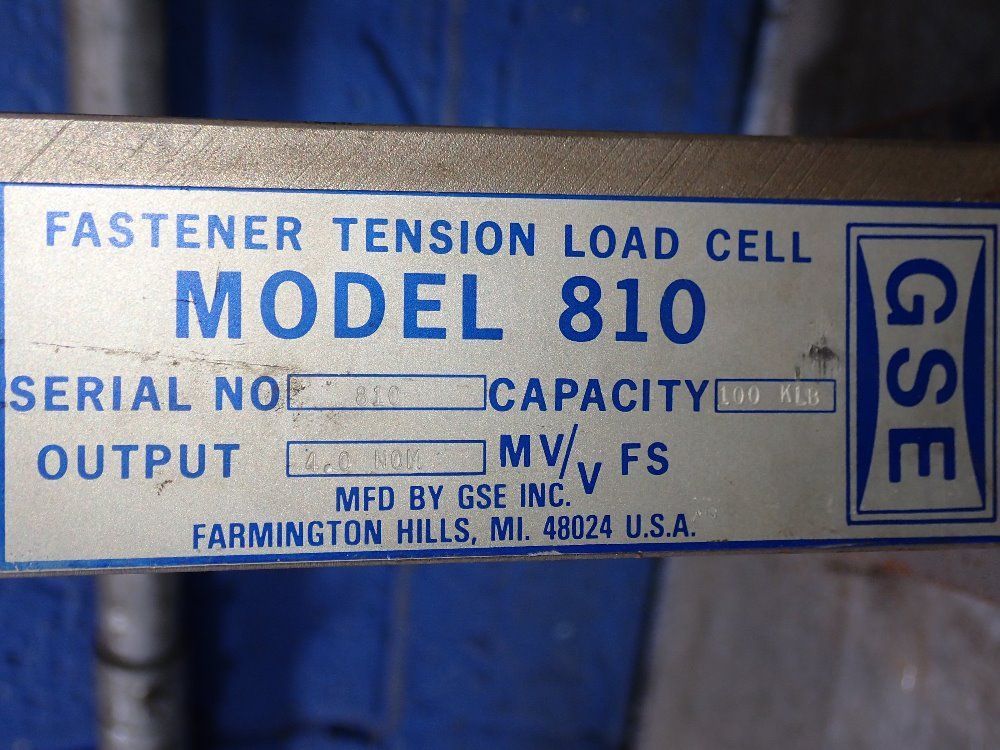 FASTENER TENSION LOAD CELL
MODEL 810
SERIAL NO 810 CAPACITY 100 KLB
OUTPUT 4.0 NOM MV/V FS
MFD BY GSE INC.
FARMINGTON HILLS, MI. 48024 U.S.A.
GSE